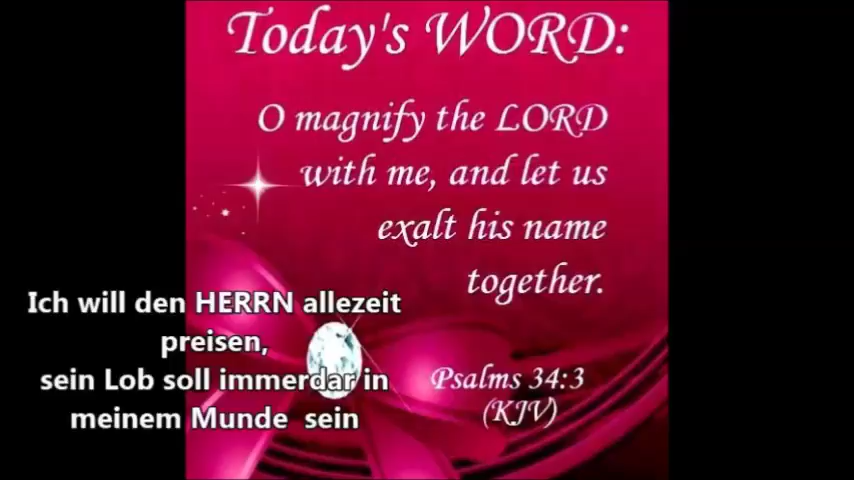 Today's WORD:
O magnify the LORD
with me, and let us
exalt his name
together.
Psalms 34:3
(KJV)
Ich will den HERRN allezeit
preisen,
sein Lob soll immerdar in
meinem Munde  sein